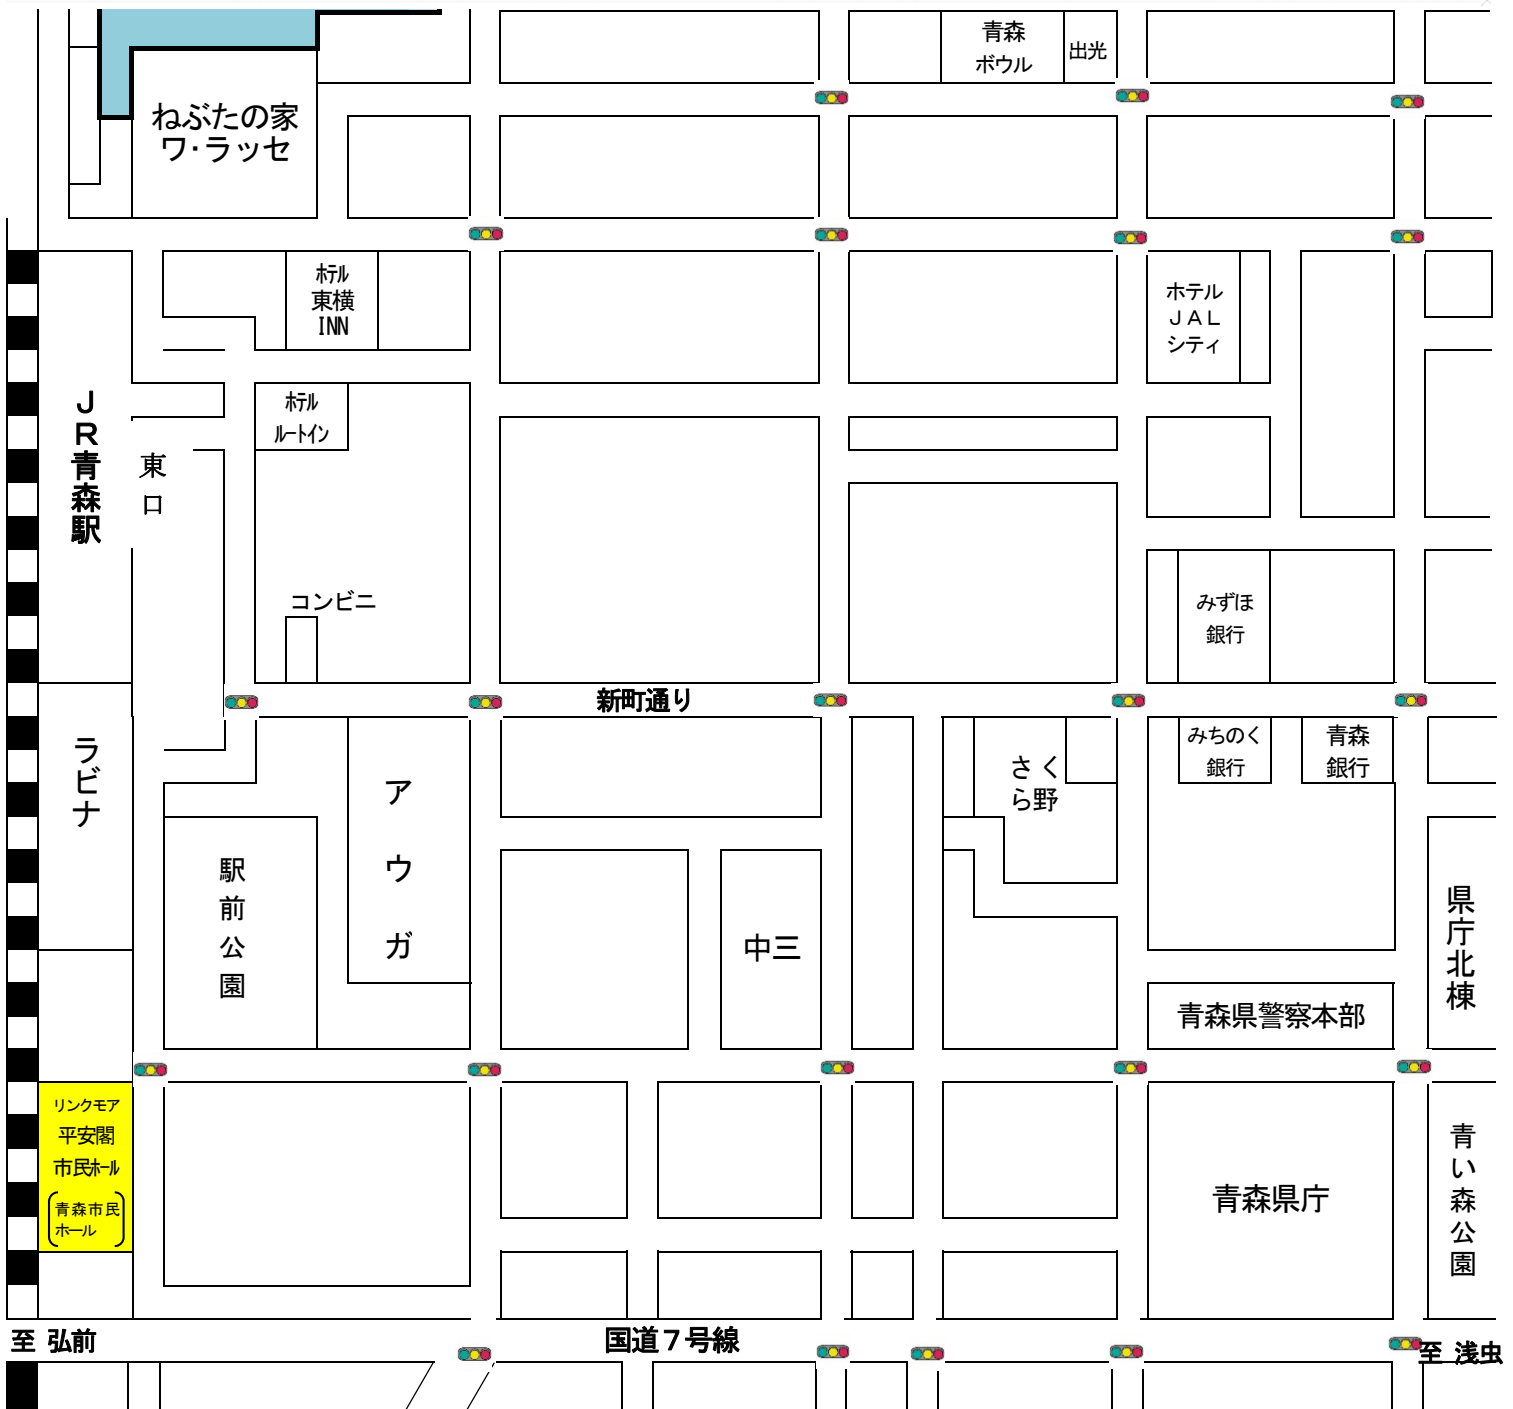 青森
ボウル
出光
ねぶたの家
ワ・ラッセ
ﾎﾃﾙ
東横
INN
ホテル
ＪＡＬ
シティ
ＪＲ青森駅
東口
ﾎﾃﾙ
ﾙｰﾄｲﾝ
コンビニ
みずほ
銀行
新町通り
ラビナ
アウガ
さく
ら野
みちのく
銀行
青森
銀行
駅前公園
中三
県庁北棟
青森県警察本部
リンクモア
平安閣
市民ﾎｰﾙ
青森市民
ホール
青森県庁
青い森公園
至 弘前
国道７号線
至 浅虫